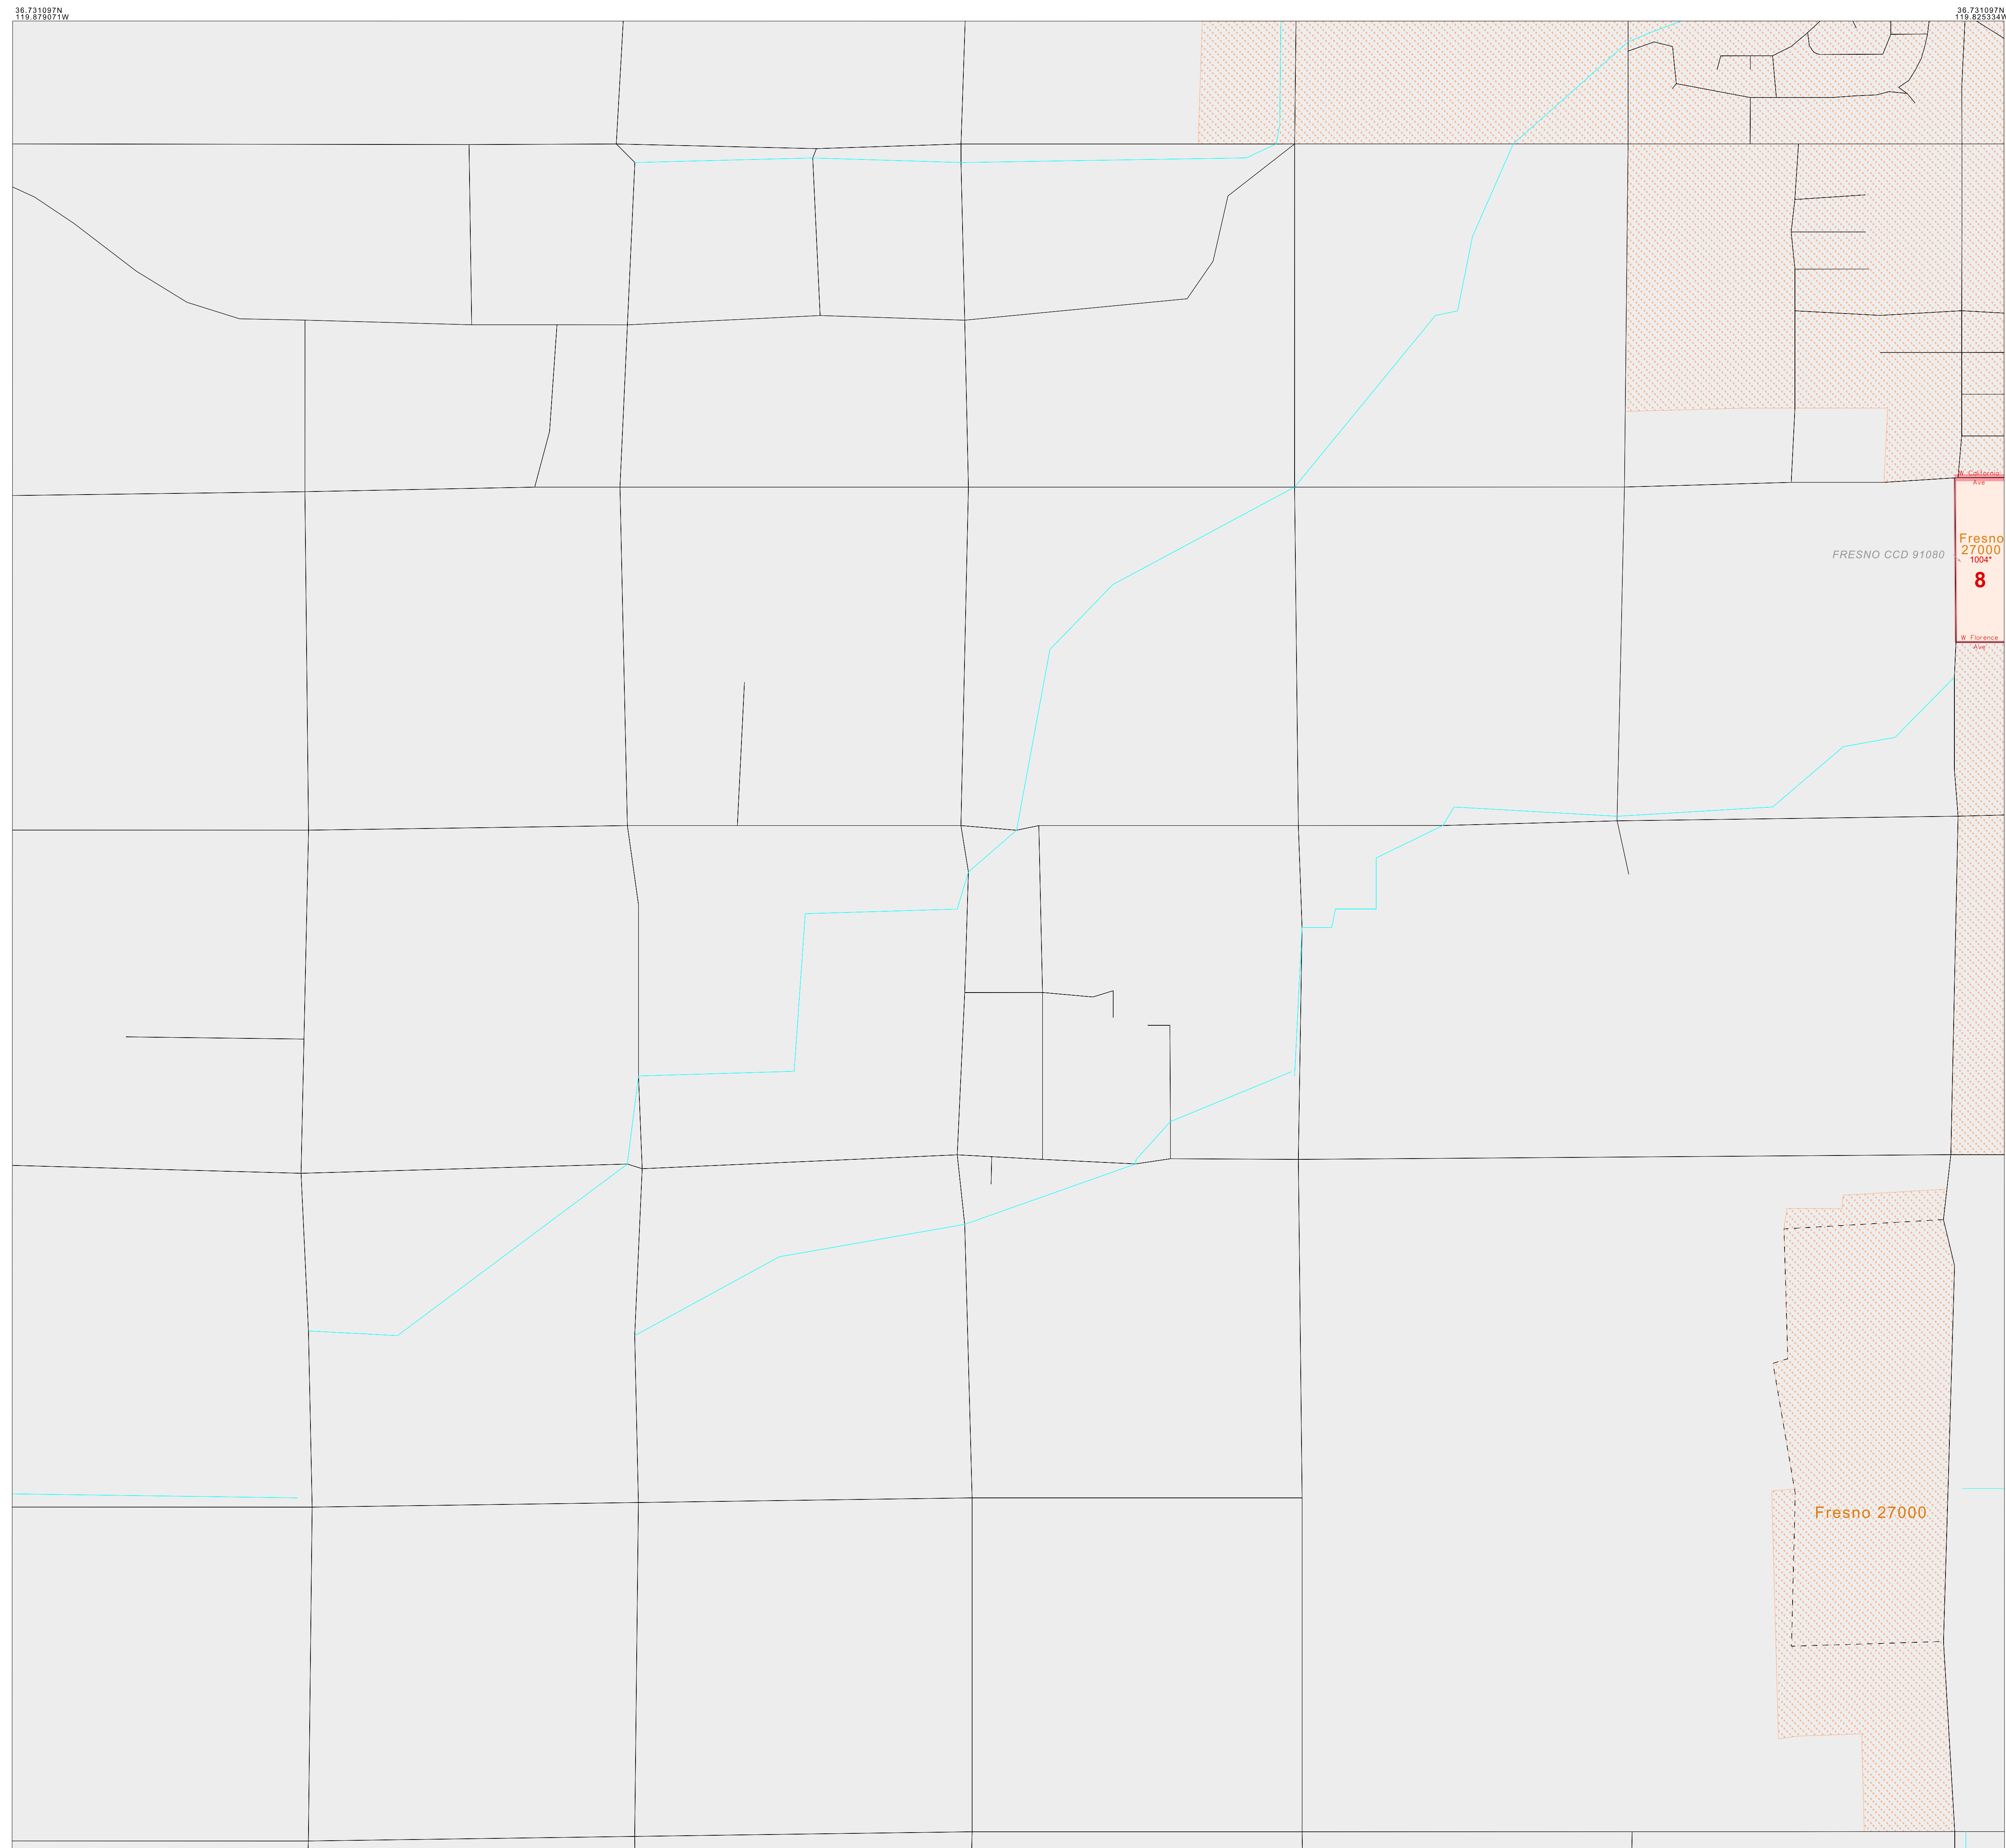 36.731097N
119.879071W
36.731097N
119.825334W
W California
Ave
Fresno
27000
FRESNO CCD 91080
1004*
8
W Florence
Ave
Fresno 27000